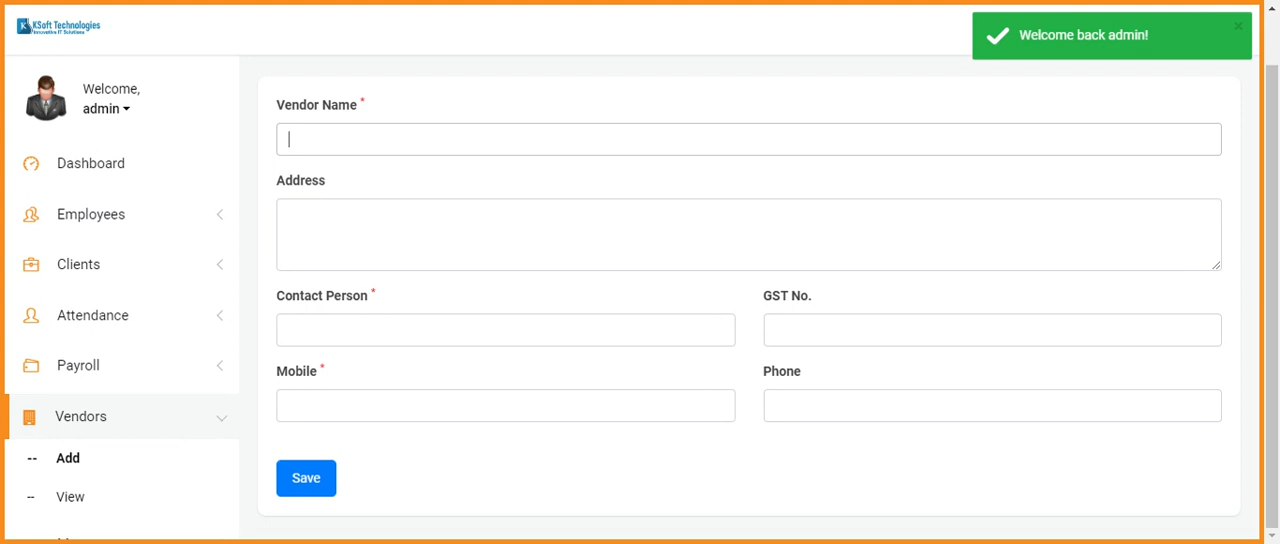 KSoft Technologies
Innovative IT Solutions
Welcome back admin!
×
Welcome,
admin
Dashboard
Employees
Clients
Attendance
Payroll
Vendors
-- Add
-- View
Vendor Name *
Address
Contact Person *
GST No.
Mobile *
Phone
Save